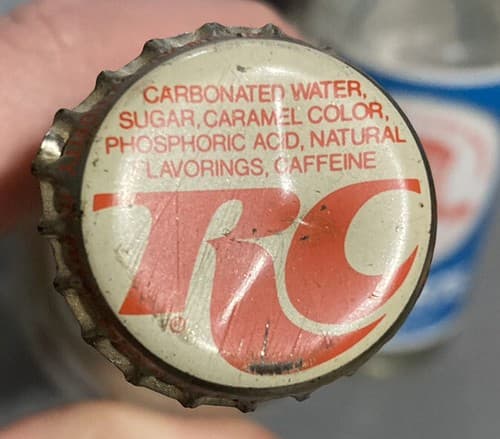 CARBONATED WATER,
SUGAR, CARAMEL COLOR,
PHOSPHORIC ACID, NATURAL
LAVORINGS, CAFFEINE
RC
®